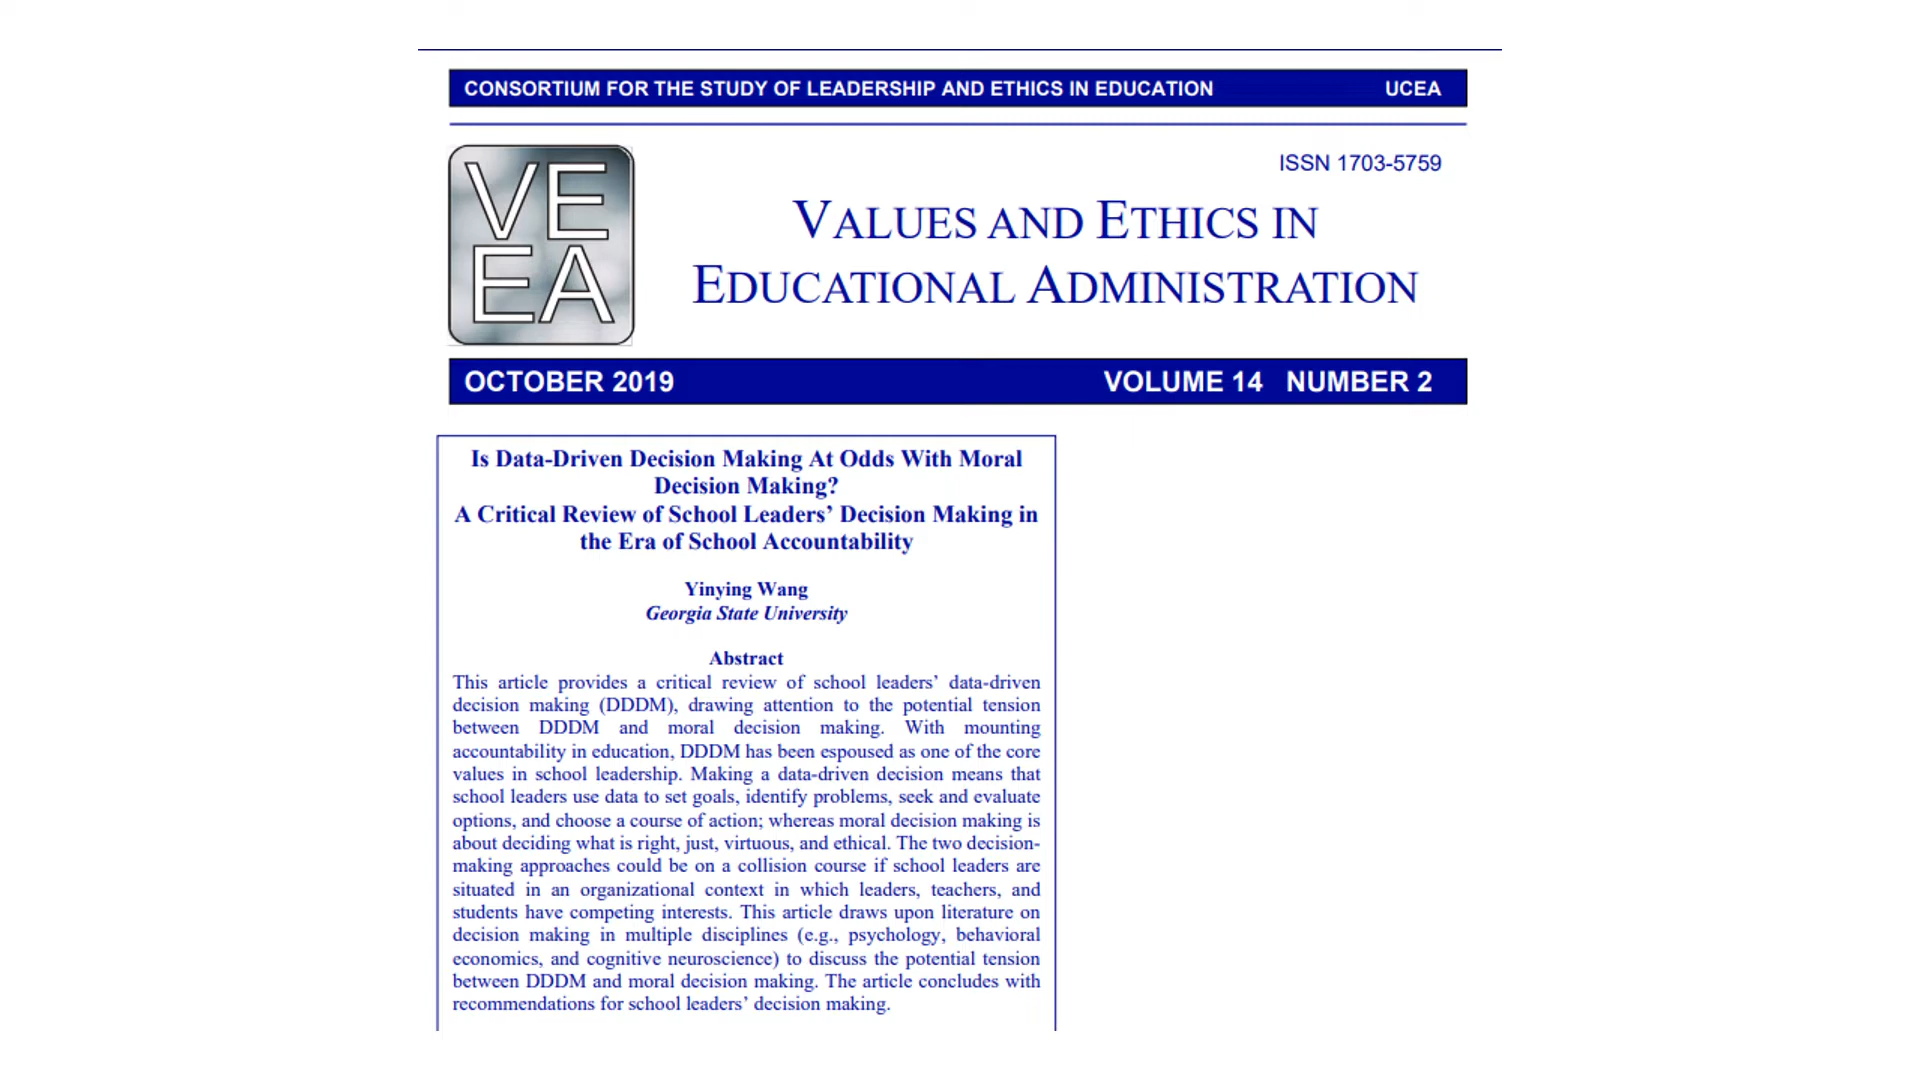 CONSORTIUM FOR THE STUDY OF LEADERSHIP AND ETHICS IN EDUCATION UCEA
VE
EA
ISSN 1703-5759
VALUES AND ETHICS IN
EDUCATIONAL ADMINISTRATION
OCTOBER 2019 VOLUME 14 NUMBER 2
Is Data-Driven Decision Making At Odds With Moral
Decision Making?
A Critical Review of School Leaders’ Decision Making in
the Era of School Accountability
Yinying Wang
Georgia State University
Abstract
This article provides a critical review of school leaders’ data-driven
decision making (DDDM), drawing attention to the potential tension
between DDDM and moral decision making. With mounting
accountability in education, DDDM has been espoused as one of the core
values in school leadership. Making a data-driven decision means that
school leaders use data to set goals, identify problems, seek and evaluate
options, and choose a course of action; whereas moral decision making is
about deciding what is right, just, virtuous, and ethical. The two decision-
making approaches could be on a collision course if school leaders are
situated in an organizational context in which leaders, teachers, and
students have competing interests. This article draws upon literature on
decision making in multiple disciplines (e.g., psychology, behavioral
economics, and cognitive neuroscience) to discuss the potential tension
between DDDM and moral decision making. The article concludes with
recommendations for school leaders’ decision making.